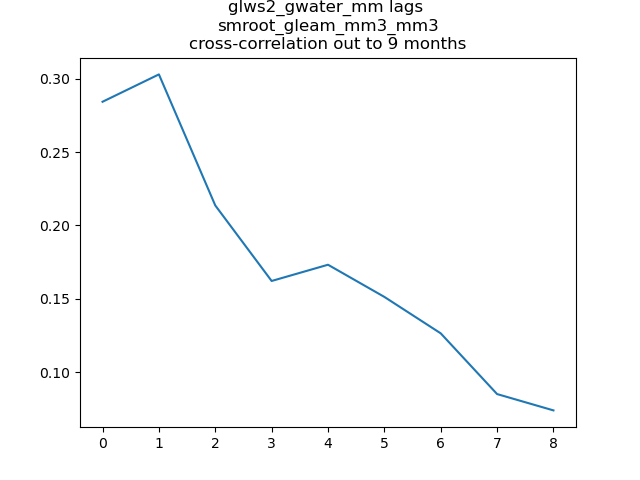 glws2_gwater_mm lags
smroot_gleam_mm3_mm3
cross-correlation out to 9 months
0.30
0.25
0.20
0.15
0.10
0 1 2 3 4 5 6 7 8